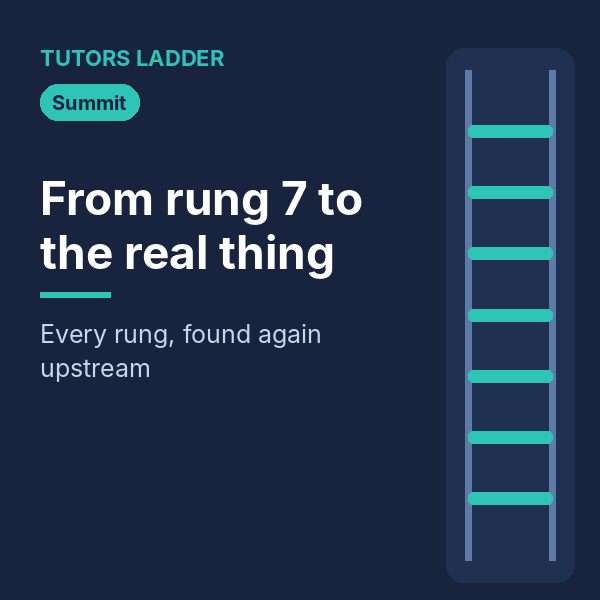 TUTORS LADDER
Summit
From rung 7 to
the real thing
Every rung, found again
upstream